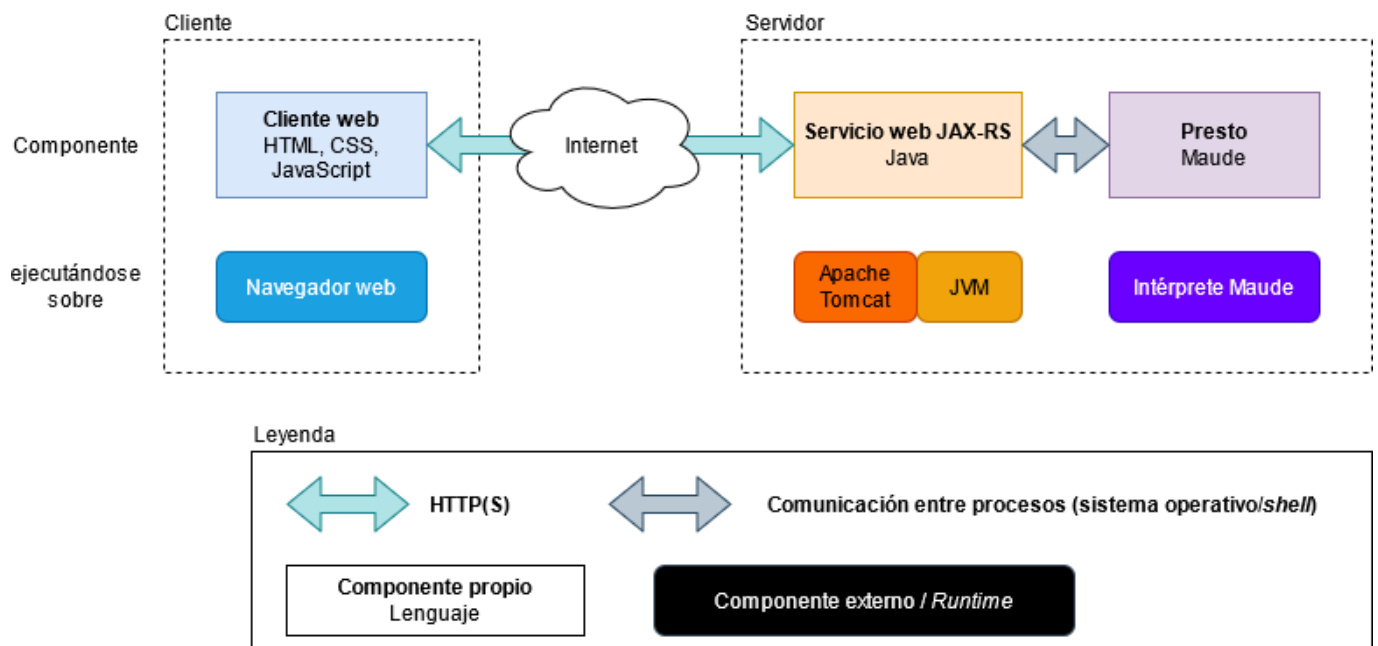 Cliente
Servidor
Componente
Cliente web
HTML, CSS,
JavaScript
Internet
Servicio web JAX-RS
Java
Presto
Maude
ejecutándose
sobre
Navegador web
Apache
Tomcat
JVM
Intérprete Maude
Leyenda
HTTP(S)
Comunicación entre procesos (sistema operativo/shell)
Componente propio
Lenguaje
Componente externo / Runtime